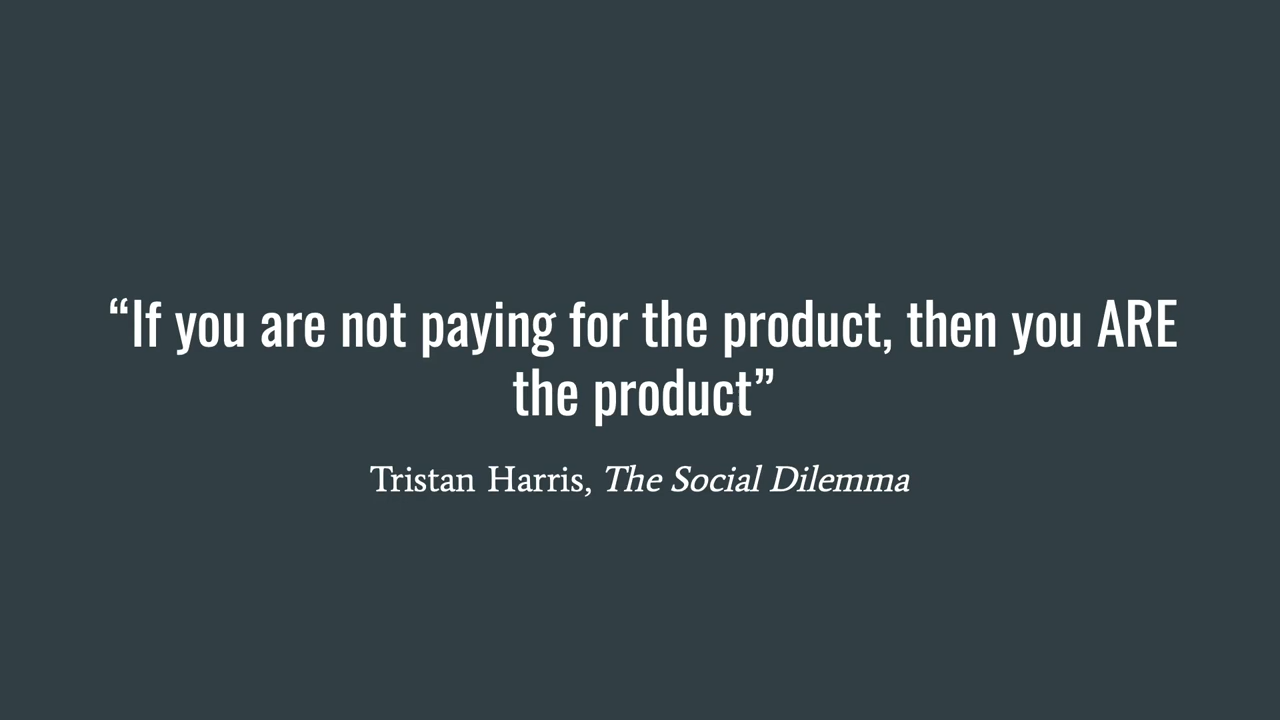 “If you are not paying for the product, then you ARE
the product”
Tristan Harris, The Social Dilemma